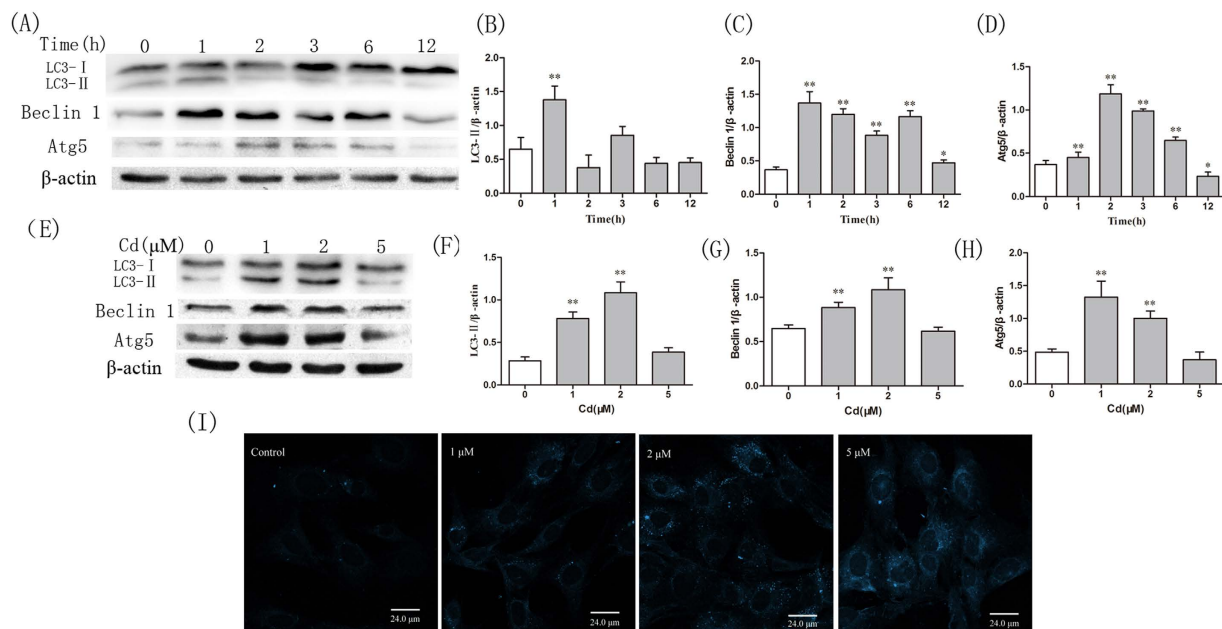 (A)
Time(h) 0 1 2 3 6 12
LC3-Ⅰ
LC3-Ⅱ
Beclin 1
Atg5
β-actin
(B)
LC3-Ⅱ/β-actin
2.0
1.5
1.0
0.5
0.0
**
0 1 2 3 6 12
Time(h)
(C)
Beclin 1/β-actin
2.0
1.5
1.0
0.5
0.0
** ** ** ** *
0 1 2 3 6 12
Time(h)
(D)
Atg5/β-actin
1.5
1.0
0.5
0.0
** ** ** ** *
0 1 2 3 6 12
Time(h)
(E)
Cd(μM) 0 1 2 5
LC3-Ⅰ
LC3-Ⅱ
Beclin 1
Atg5
β-actin
(F)
LC3-Ⅱ/β-actin
1.5
1.0
0.5
0.0
** **
0 1 2 5
Cd(μM)
(G)
Beclin 1/β-actin
1.5
1.0
0.5
0.0
** **
0 1 2 5
Cd(μM)
(H)
Atg5/β-actin
2.0
1.5
1.0
0.5
0.0
** **
0 1 2 5
Cd(μM)
(I)
Control
24.0 μm
1 μM
24.0 μm
2 μM
24.0 μm
5 μM
24.0 μm